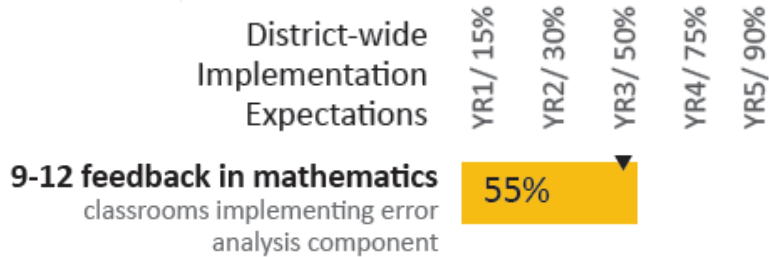 District-wide
Implementation
Expectations
YR1/ 15%
YR2/ 30%
YR3/ 50%
YR4/ 75%
YR5/ 90%
9-12 feedback in mathematics
classrooms implementing error
analysis component
55%